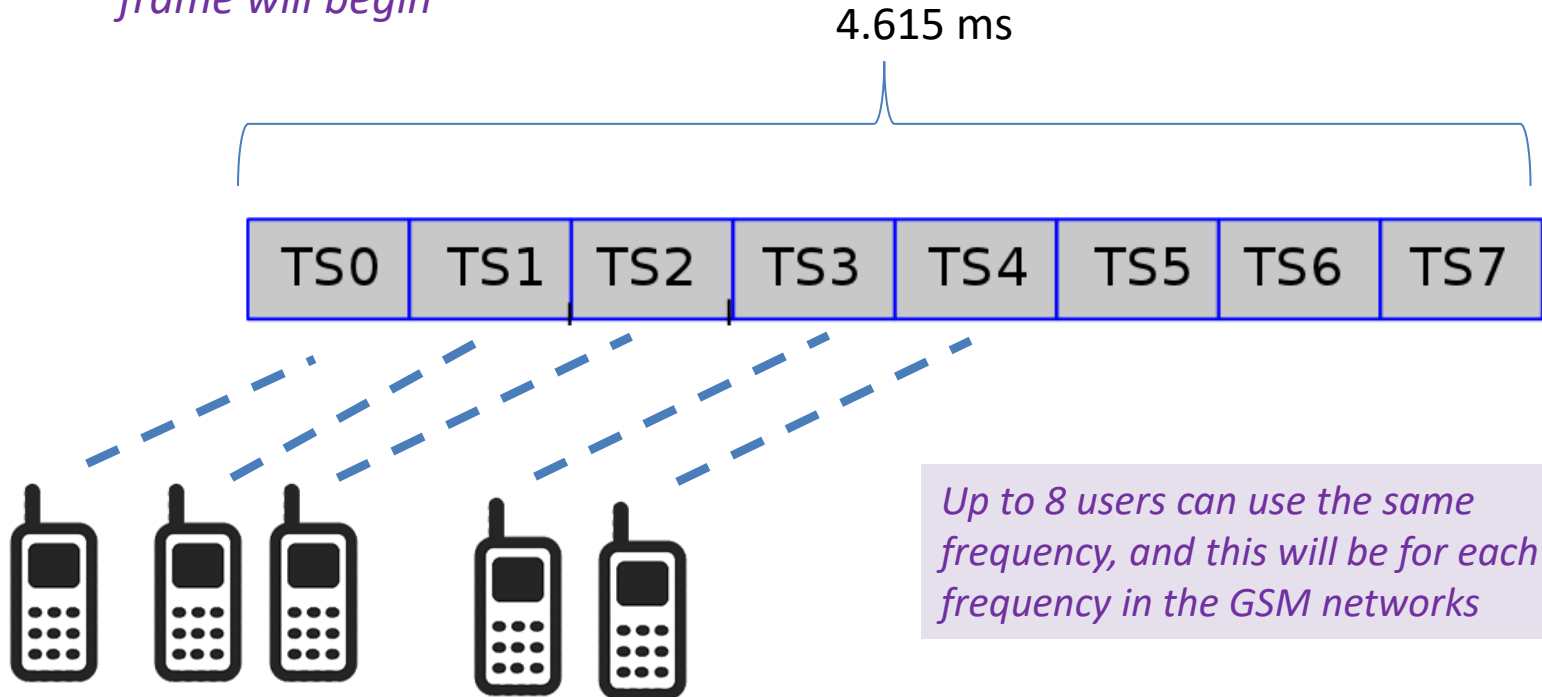 frame will begin
4.615 ms
TS0 TS1 TS2 TS3 TS4 TS5 TS6 TS7
Up to 8 users can use the same
frequency, and this will be for each
frequency in the GSM networks